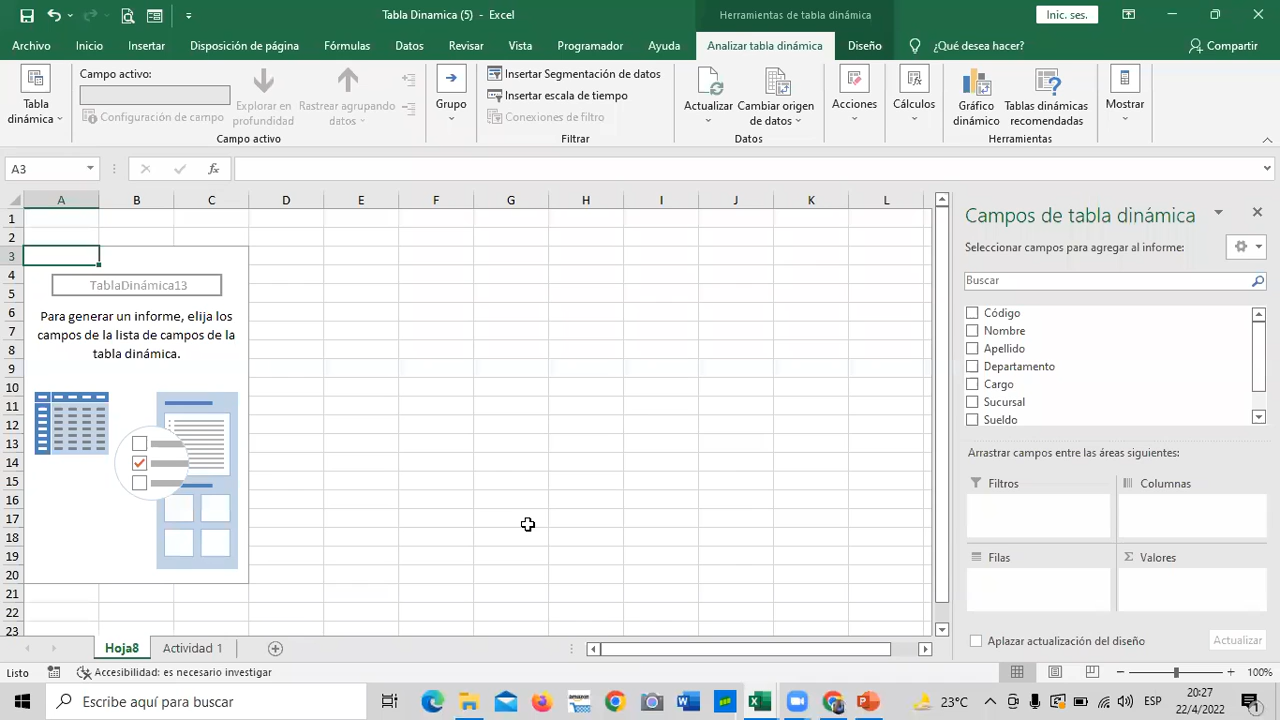 Tabla Dinamica (5) - Excel
Herramientas de tabla dinámica
Inic. ses.
Archivo Inicio Insertar Disposición de página Fórmulas Datos Revisar Vista Programador Ayuda Analizar tabla dinámica Diseño ¿Qué desea hacer? Compartir
Tabla dinámica
Campo activo:
Configuración de campo
Explorar en profundidad
Rastrear agrupando datos
Campo activo
Grupo
Insertar Segmentación de datos
Insertar escala de tiempo
Conexiones de filtro
Filtrar
Actualizar
Cambiar origen de datos
Datos
Acciones
Cálculos
Gráfico dinámico
Tablas dinámicas recomendadas
Herramientas
Mostrar
A3
fx
A B C D E F G H I J K L
1
2
3
4
5
6
7
8
9
10
11
12
13
14
15
16
17
18
19
20
21
22
23
TablaDinámica13
Para generar un informe, elija los
campos de la lista de campos de la
tabla dinámica.
Campos de tabla dinámica
Seleccionar campos para agregar al informe:
Buscar
Código
Nombre
Apellido
Departamento
Cargo
Sucursal
Sueldo
Arrastrar campos entre las áreas siguientes:
Filtros
Columnas
Filas
Σ Valores
Aplazar actualización del diseño
Actualizar
Hoja8 Actividad 1
Listo
Accesibilidad: es necesario investigar
100%
Escribe aquí para buscar
23°C
ESP
20:27
22/4/2022